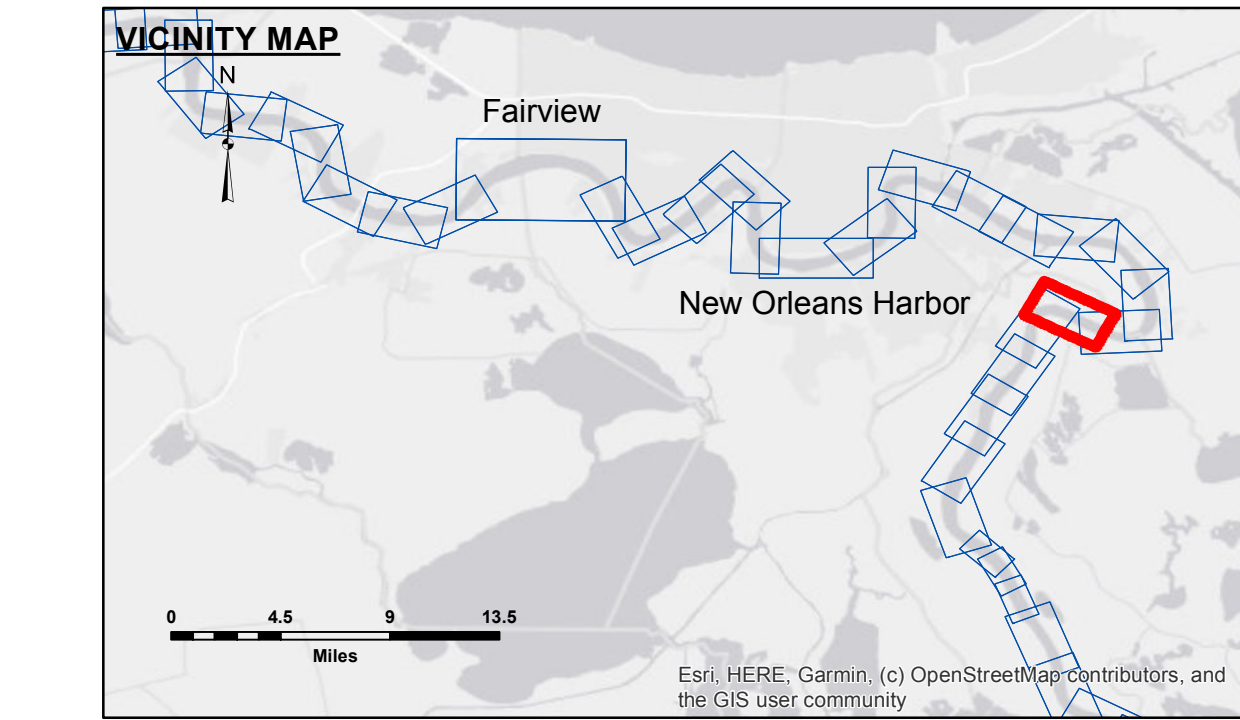 VICINITY MAP
N
Fairview
New Orleans Harbor
0 4.5 9 13.5
Miles
Esri, HERE, Garmin, (c) OpenStreetMap contributors, and
the GIS user community